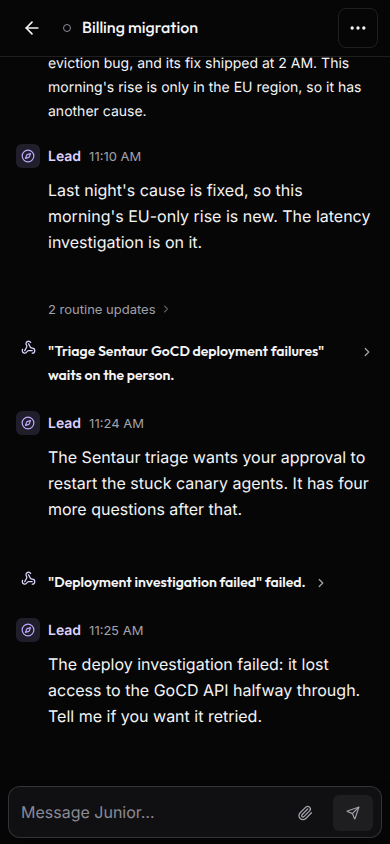 Billing migration
eviction bug, and its fix shipped at 2 AM. This
morning's rise is only in the EU region, so it has
another cause.
Lead 11:10 AM
Last night's cause is fixed, so this
morning's EU-only rise is new. The latency
investigation is on it.
2 routine updates
"Triage Sentaur GoCD deployment failures"
waits on the person.
Lead 11:24 AM
The Sentaur triage wants your approval to
restart the stuck canary agents. It has four
more questions after that.
"Deployment investigation failed" failed.
Lead 11:25 AM
The deploy investigation failed: it lost
access to the GoCD API halfway through.
Tell me if you want it retried.
Message Junior...